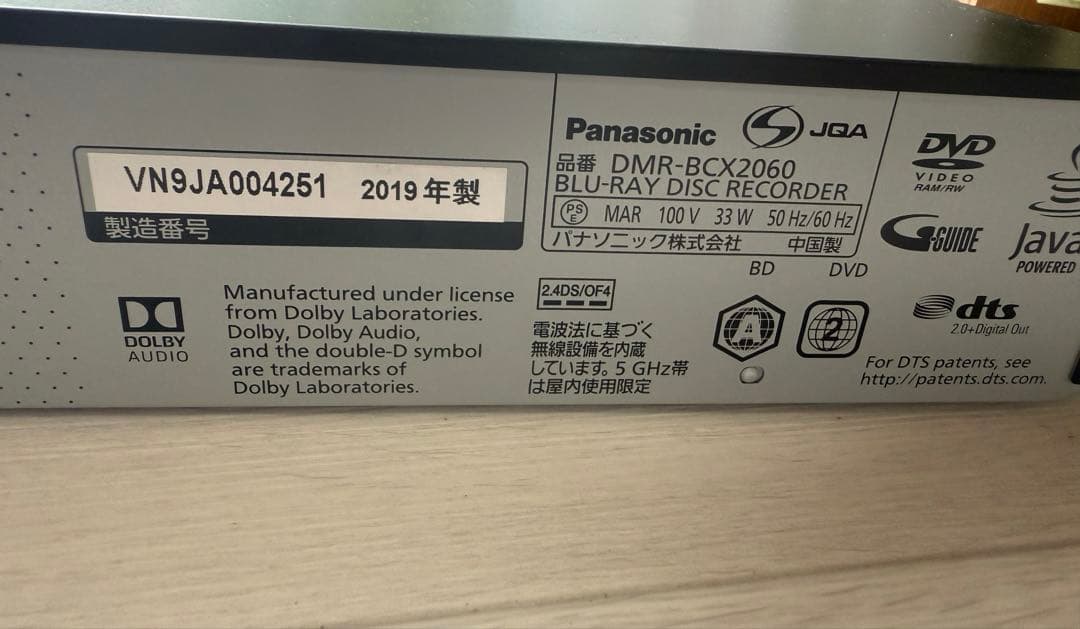 VN9JA004251 2019年製
製造番号
Panasonic JQA
品番 DMR-BCX2060
BLU-RAY DISC RECORDER
PS E MAR 100 V 33 W 50 Hz/60 Hz
パナソニック株式会社 中国製
DVD
VIDEO
RAM/RW
G-GUIDE
Java
POWERED
DOLBY
AUDIO
Manufactured under license
from Dolby Laboratories.
Dolby, Dolby Audio,
and the double-D symbol
are trademarks of
Dolby Laboratories.
2.4DS/OF4
電波法に基づく
無線設備を内蔵
しています。5 GHz帯
は屋内使用限定
BD DVD
A 2
dts
2.0+Digital Out
For DTS patents, see
http://patents.dts.com.